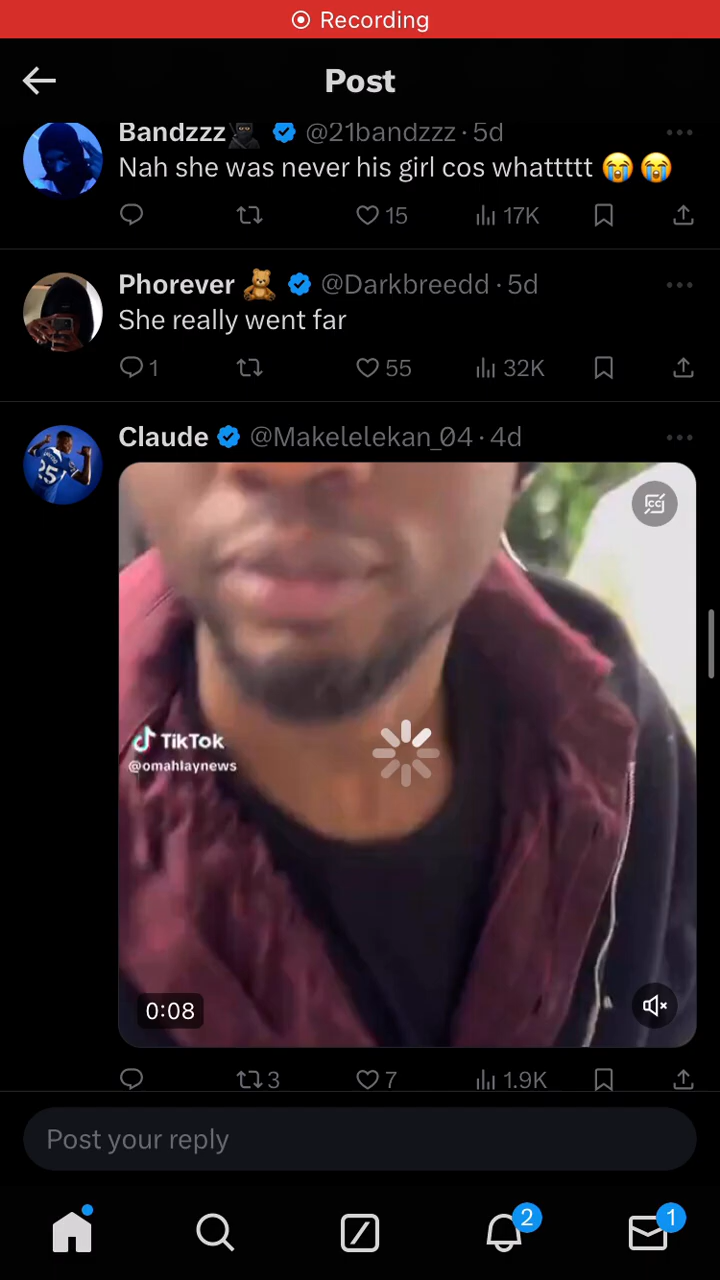 Recording
Post
Bandzzz🥷 @21bandzzz · 5d
Nah she was never his girl cos whattttt 😭 😭
15 17K
Phorever 🧸 @Darkbreedd · 5d
She really went far
1 55 32K
Claude @Makelelekan_04 · 4d
25
CC
TikTok
@omahlaynews
0:08
3 7 1.9K
Post your reply
2 1